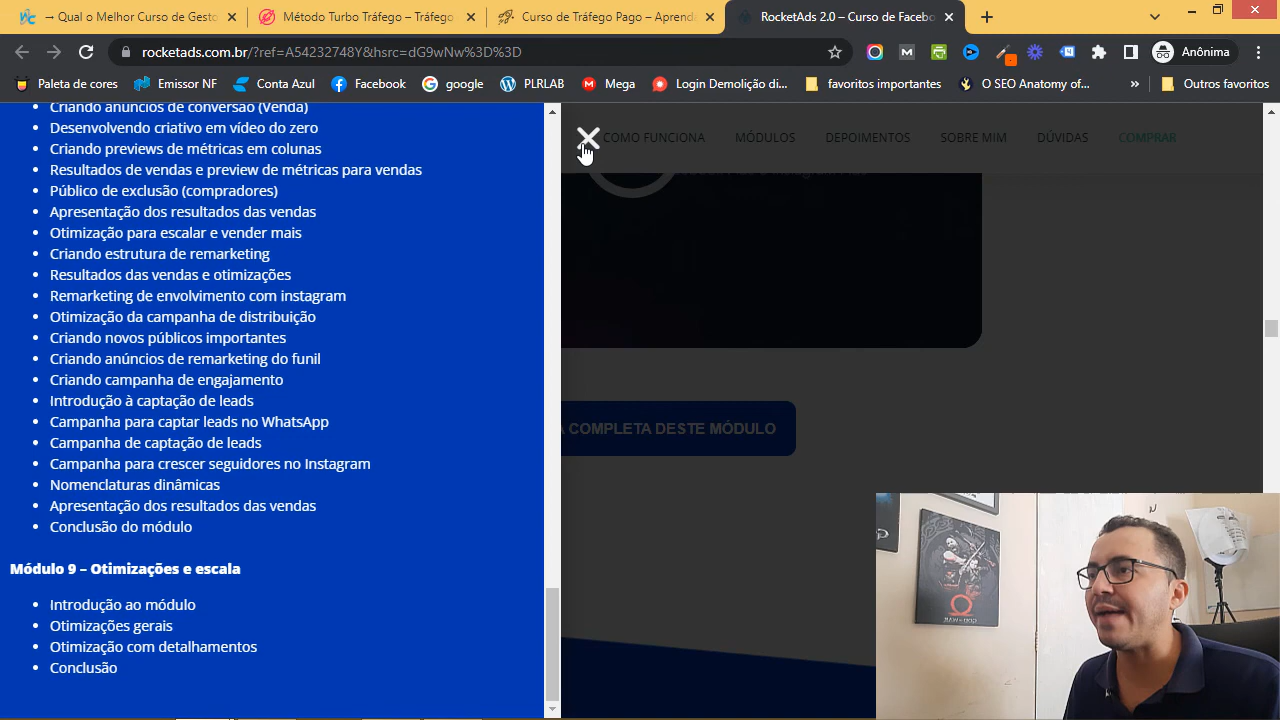 → Qual o Melhor Curso de Gesto
Método Turbo Tráfego – Tráfego
Curso de Tráfego Pago – Aprenda
RocketAds 2.0 – Curso de Facebo
rocketads.com.br/?ref=A54232748Y&hsrc=dG9wNw%3D%3D
Anônima
Paleta de cores
Emissor NF
Conta Azul
Facebook
google
PLRLAB
Mega
Login Demolição di...
favoritos importantes
O SEO Anatomy of...
»
Outros favoritos
Criando anúncios de conversão (Venda)
Desenvolvendo criativo em vídeo do zero
Criando previews de métricas em colunas
Resultados de vendas e preview de métricas para vendas
Público de exclusão (compradores)
Apresentação dos resultados das vendas
Otimização para escalar e vender mais
Criando estrutura de remarketing
Resultados das vendas e otimizações
Remarketing de envolvimento com instagram
Otimização da campanha de distribuição
Criando novos públicos importantes
Criando anúncios de remarketing do funil
Criando campanha de engajamento
Introdução à captação de leads
Campanha para captar leads no WhatsApp
Campanha de captação de leads
Campanha para crescer seguidores no Instagram
Nomenclaturas dinâmicas
Apresentação dos resultados das vendas
Conclusão do módulo
Módulo 9 – Otimizações e escala
Introdução ao módulo
Otimizações gerais
Otimização com detalhamentos
Conclusão
COMO FUNCIONA
MÓDULOS
DEPOIMENTOS
SOBRE MIM
DÚVIDAS
COMPRAR
A COMPLETA DESTE MÓDULO